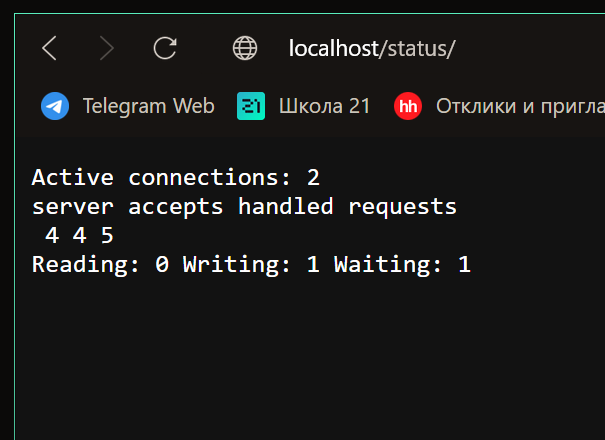 localhost/status/
Telegram Web 21 Школа 21 hh Отклики и пригла
Active connections: 2
server accepts handled requests
 4 4 5
Reading: 0 Writing: 1 Waiting: 1